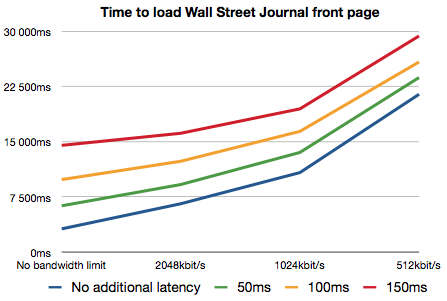 Time to load Wall Street Journal front page
30 000ms
22 500ms
15 000ms
7 500ms
0ms
No bandwidth limit 2048kbit/s 1024kbit/s 512kbit/s
No additional latency 50ms 100ms 150ms